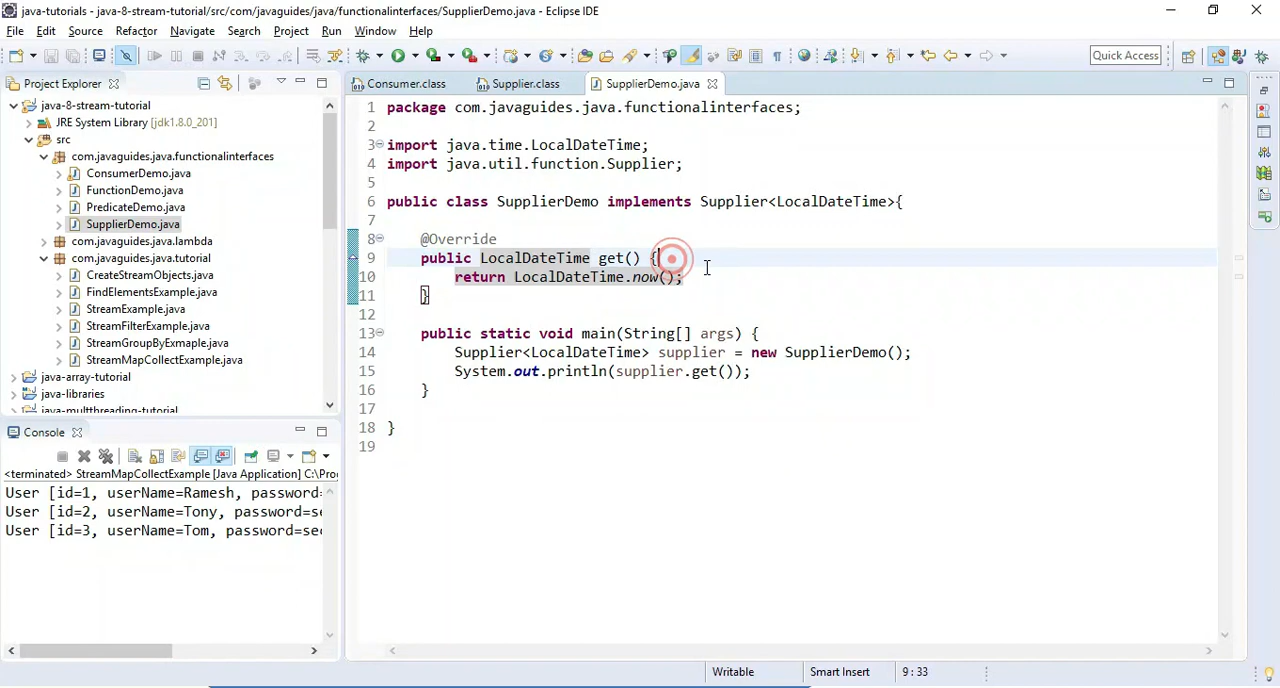 java-tutorials - java-8-stream-tutorial/src/com/javaguides/java/functionalinterfaces/SupplierDemo.java - Eclipse IDE
File Edit Source Refactor Navigate Search Project Run Window Help
Quick Access
Project Explorer
java-8-stream-tutorial
JRE System Library [jdk1.8.0_201]
src
com.javaguides.java.functionalinterfaces
ConsumerDemo.java
FunctionDemo.java
PredicateDemo.java
SupplierDemo.java
com.javaguides.java.lambda
com.javaguides.java.tutorial
CreateStreamObjects.java
FindElementsExample.java
StreamExample.java
StreamFilterExample.java
StreamGroupByExmaple.java
StreamMapCollectExample.java
java-array-tutorial
java-libraries
java-multthreading-tutorial
Console
<terminated> StreamMapCollectExample [Java Application] C:\Pro
User [id=1, userName=Ramesh, password=
User [id=2, userName=Tony, password=se
User [id=3, userName=Tom, password=sec
Consumer.class Supplier.class SupplierDemo.java
1 package com.javaguides.java.functionalinterfaces;
2
3 import java.time.LocalDateTime;
4 import java.util.function.Supplier;
5
6 public class SupplierDemo implements Supplier<LocalDateTime>{
7
8 @Override
9 public LocalDateTime get() {
10 return LocalDateTime.now();
11 }
12
13 public static void main(String[] args) {
14 Supplier<LocalDateTime> supplier = new SupplierDemo();
15 System.out.println(supplier.get());
16 }
17
18 }
19
Writable Smart Insert 9 : 33